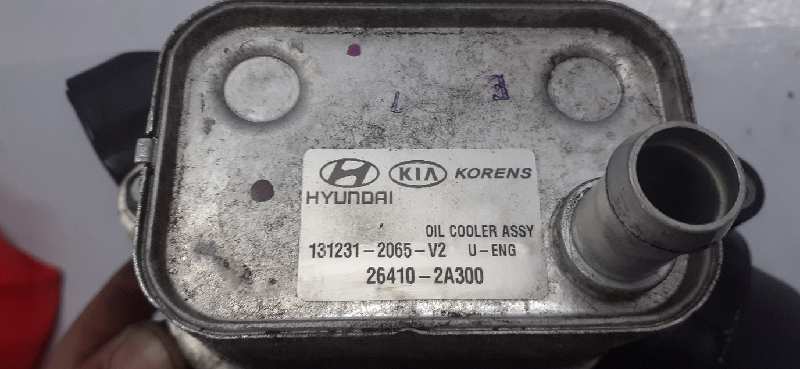 HYUNDAI KIA KORENS
OIL COOLER ASSY
131231-2065-V2 U-ENG
26410-2A300